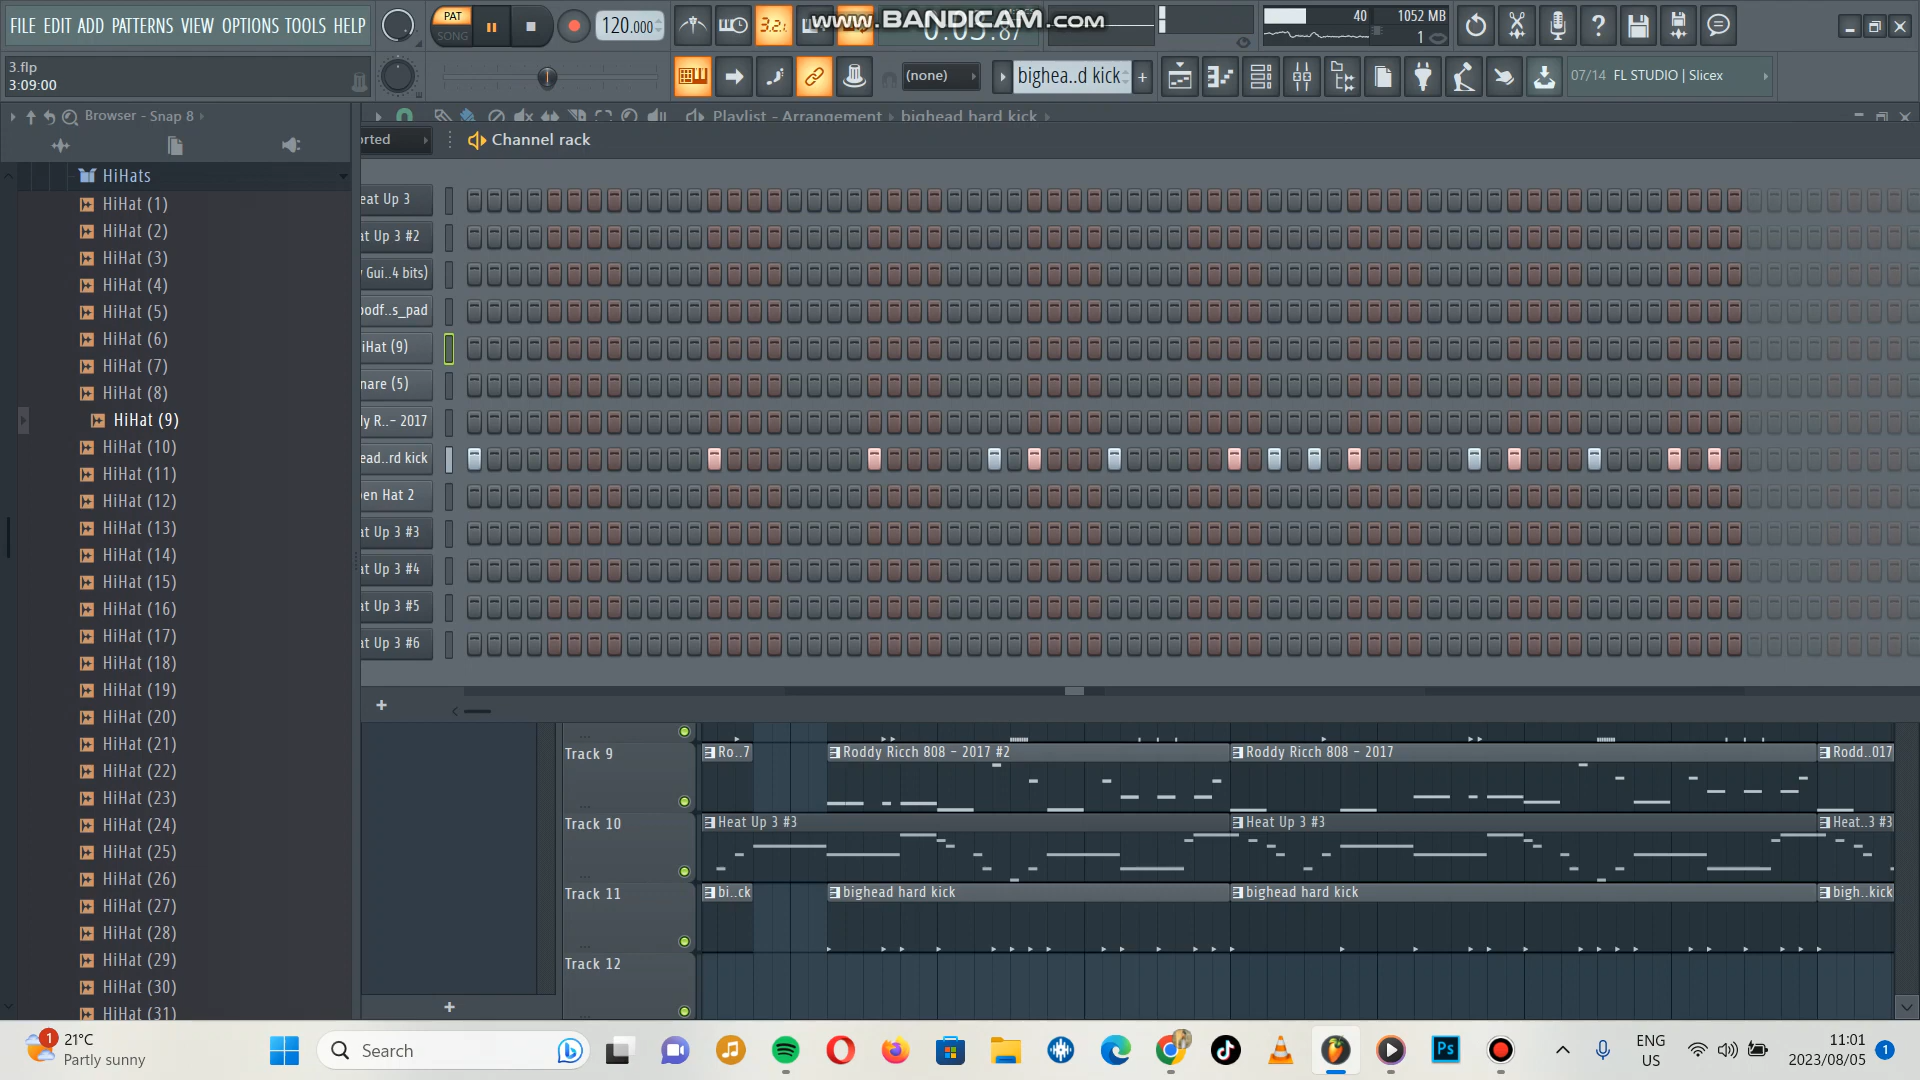 FILE EDIT ADD PATTERNS VIEW OPTIONS TOOLS HELP
PAT
SONG
120.000
3.2.1
www.BANDICAM.com
40
1052 MB
1
3.flp
3:09:00
(none)
bighea..d kick
07/14 FL STUDIO | Slicex
Browser - Snap 8
Playlist - Arrangement
bighead hard kick
orted
Channel rack
HiHats
HiHat (1)
HiHat (2)
HiHat (3)
HiHat (4)
HiHat (5)
HiHat (6)
HiHat (7)
HiHat (8)
HiHat (9)
HiHat (10)
HiHat (11)
HiHat (12)
HiHat (13)
HiHat (14)
HiHat (15)
HiHat (16)
HiHat (17)
HiHat (18)
HiHat (19)
HiHat (20)
HiHat (21)
HiHat (22)
HiHat (23)
HiHat (24)
HiHat (25)
HiHat (26)
HiHat (27)
HiHat (28)
HiHat (29)
HiHat (30)
HiHat (31)
eat Up 3
at Up 3 #2
y Gui..4 bits)
oodf..s_pad
iHat (9)
nare (5)
ly R..- 2017
ead..rd kick
en Hat 2
at Up 3 #3
at Up 3 #4
at Up 3 #5
at Up 3 #6
Track 9
Ro..7
Roddy Ricch 808 - 2017 #2
Roddy Ricch 808 - 2017
Rodd..017
Track 10
Heat Up 3 #3
Heat Up 3 #3
Heat..3 #3
Track 11
bi..ck
bighead hard kick
bighead hard kick
bigh..kick
Track 12
1
21°C
Partly sunny
Search
Ps
ENG
US
11:01
2023/08/05
1